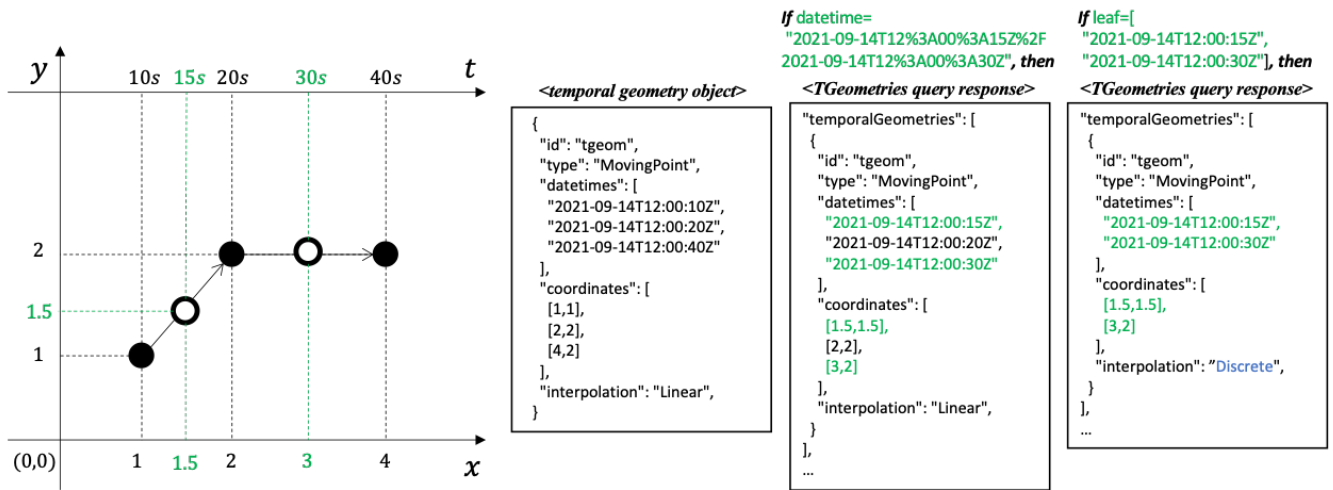 y
10s 15s 20s 30s 40s t
2
1.5
1
(0,0) 1 1.5 2 3 4 x
<temporal geometry object>
{
"id": "tgeom",
"type": "MovingPoint",
"datetimes": [
"2021-09-14T12:00:10Z",
"2021-09-14T12:00:20Z",
"2021-09-14T12:00:40Z"
],
"coordinates": [
[1,1],
[2,2],
[4,2]
],
"interpolation": "Linear",
}
If datetime=
"2021-09-14T12%3A00%3A15Z%2F
2021-09-14T12%3A00%3A30Z", then
<TGeometries query response>
"temporalGeometries": [
{
"id": "tgeom",
"type": "MovingPoint",
"datetimes": [
"2021-09-14T12:00:15Z",
"2021-09-14T12:00:20Z",
"2021-09-14T12:00:30Z"
],
"coordinates": [
[1.5,1.5],
[2,2],
[3,2]
],
"interpolation": "Linear",
}
],
...
If leaf=[
"2021-09-14T12:00:15Z",
"2021-09-14T12:00:30Z"], then
<TGeometries query response>
"temporalGeometries": [
{
"id": "tgeom",
"type": "MovingPoint",
"datetimes": [
"2021-09-14T12:00:15Z",
"2021-09-14T12:00:30Z"
],
"coordinates": [
[1.5,1.5],
[3,2]
],
"interpolation": ”Discrete",
}
],
...